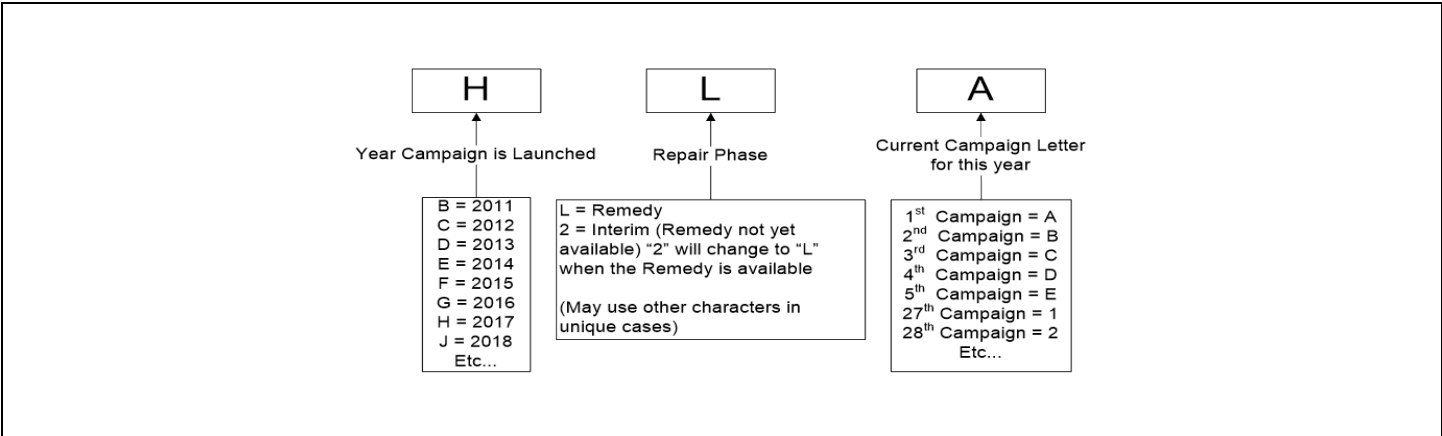 H
L
A
Year Campaign is Launched
Repair Phase
Current Campaign Letter
for this year
B = 2011
C = 2012
D = 2013
E = 2014
F = 2015
G = 2016
H = 2017
J = 2018
Etc...
L = Remedy
2 = Interim (Remedy not yet
available) “2” will change to “L”
when the Remedy is available
(May use other characters in
unique cases)
1st Campaign = A
2nd Campaign = B
3rd Campaign = C
4th Campaign = D
5th Campaign = E
27th Campaign = 1
28th Campaign = 2
Etc...